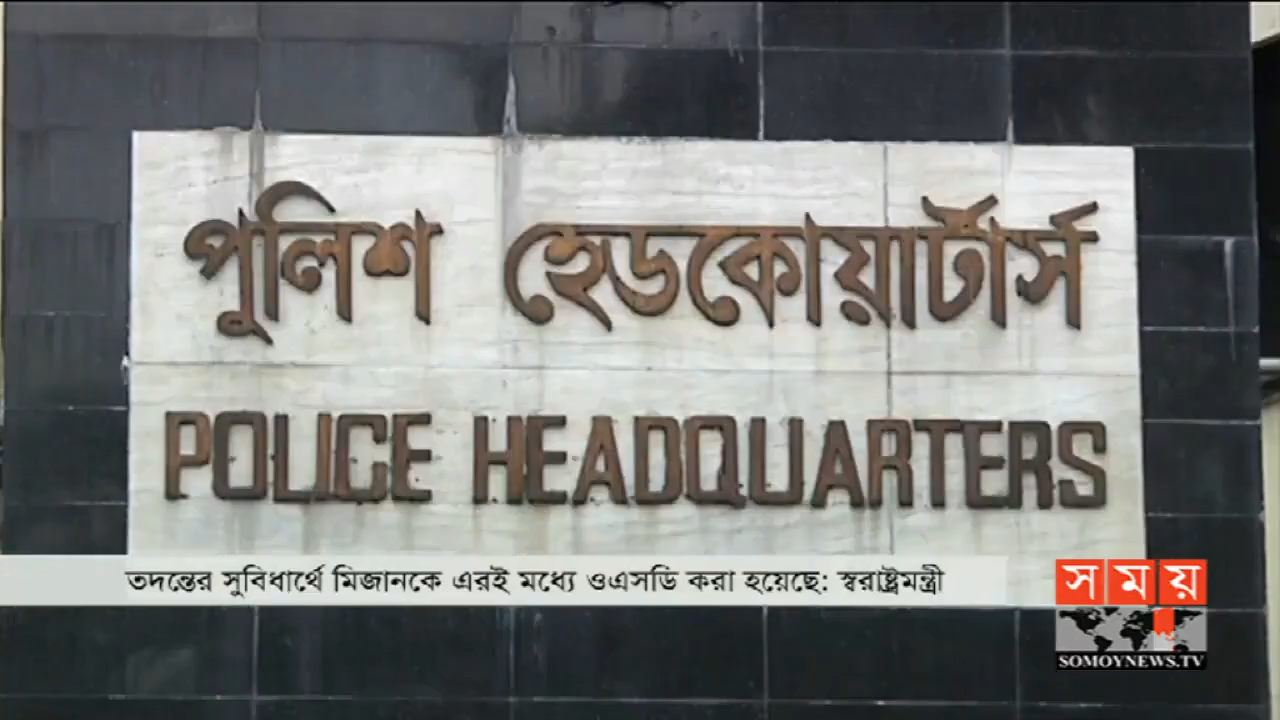 পুলিশ হেডকোয়ার্টার্স
POLICE HEADQUARTERS
তদন্তের সুবিধার্থে মিজানকে এরই মধ্যে ওএসডি করা হয়েছে: স্বরাষ্ট্রমন্ত্রী
সময়
SOMOYNEWS.TV